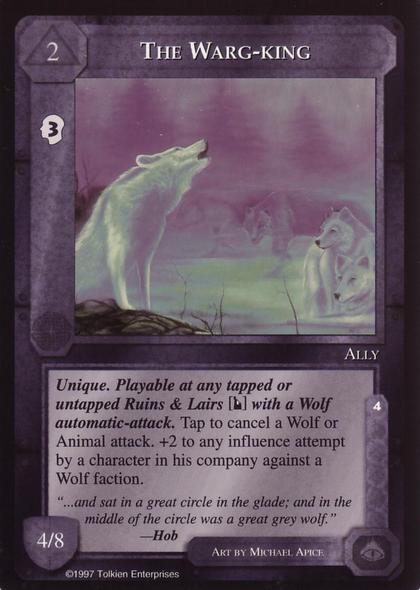 2
THE WARG-KING
3
ALLY
Unique. Playable at any tapped or
untapped Ruins & Lairs [] with a Wolf
automatic-attack. Tap to cancel a Wolf or
Animal attack. +2 to any influence attempt
by a character in his company against a
Wolf faction.
4
"...and sat in a great circle in the glade; and in the
middle of the circle was a great grey wolf."
—Hob
4/8
ART BY MICHAEL APICE
©1997 Tolkien Enterprises